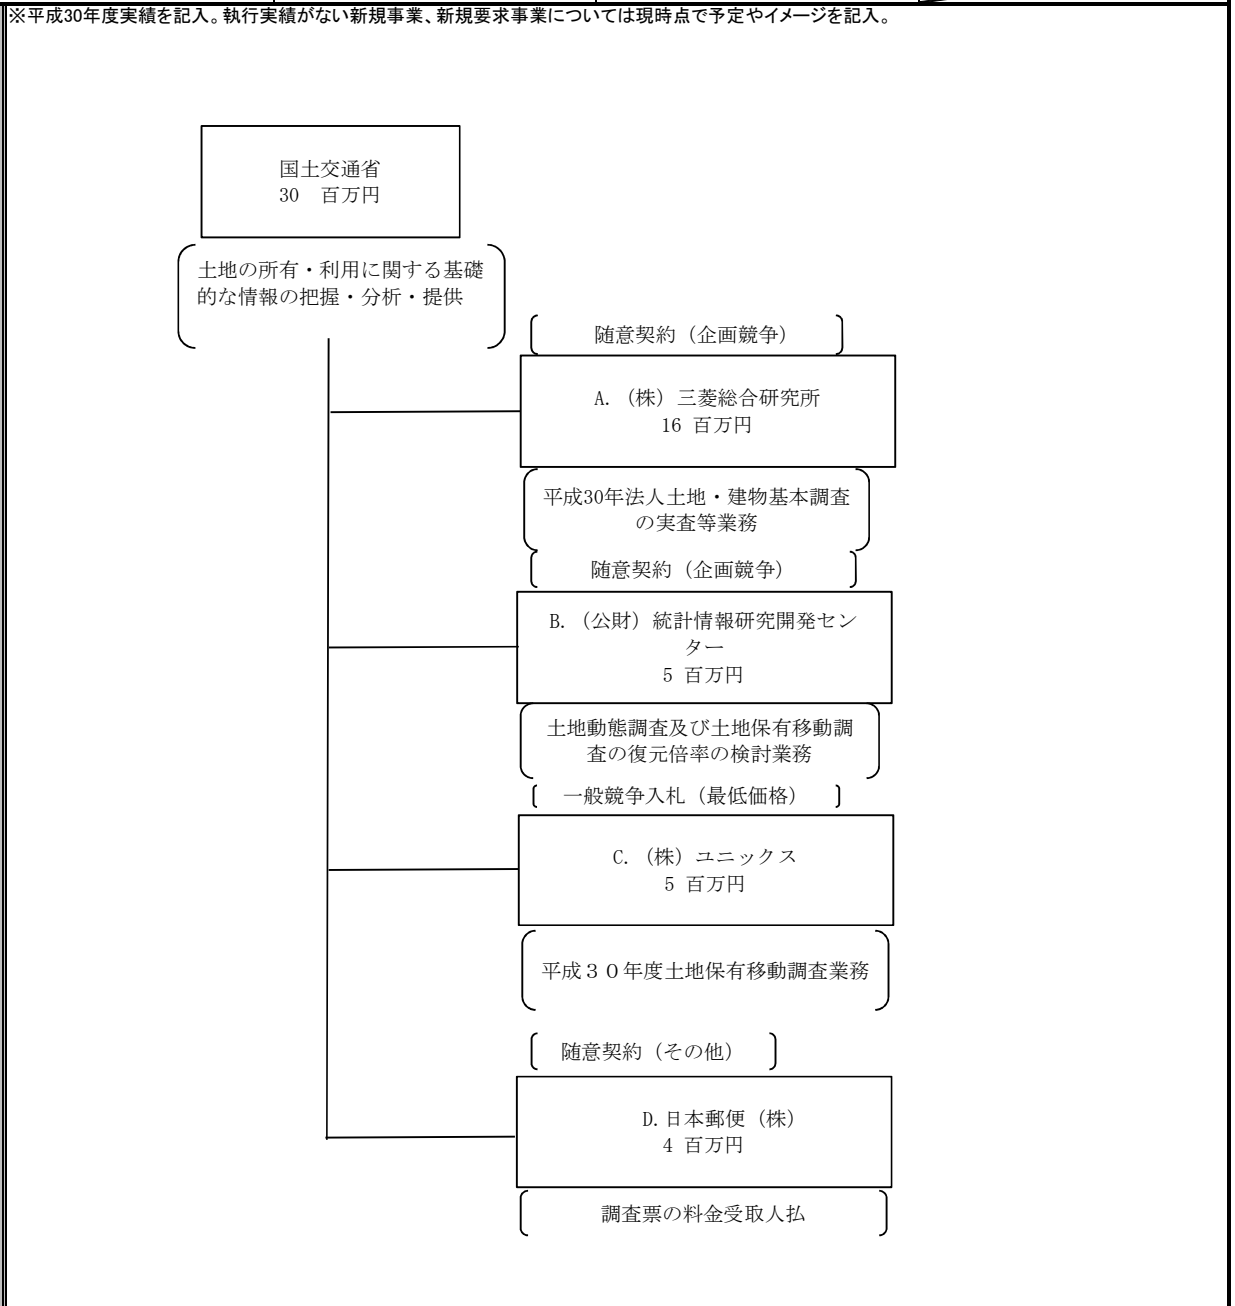 ※平成30年度実績を記入。執行実績がない新規事業、新規要求事業については現時点で予定やイメージを記入。
国土交通省
30　百万円
土地の所有・利用に関する基礎
的な情報の把握・分析・提供
随意契約（企画競争）
A.（株）三菱総合研究所
16 百万円
平成30年法人土地・建物基本調査
の実査等業務
随意契約（企画競争）
B.（公財）統計情報研究開発セン
ター
5 百万円
土地動態調査及び土地保有移動調
査の復元倍率の検討業務
一般競争入札（最低価格）
C.（株）ユニックス
5 百万円
平成３０年度土地保有移動調査業務
随意契約（その他）
D.日本郵便（株）
4 百万円
調査票の料金受取人払